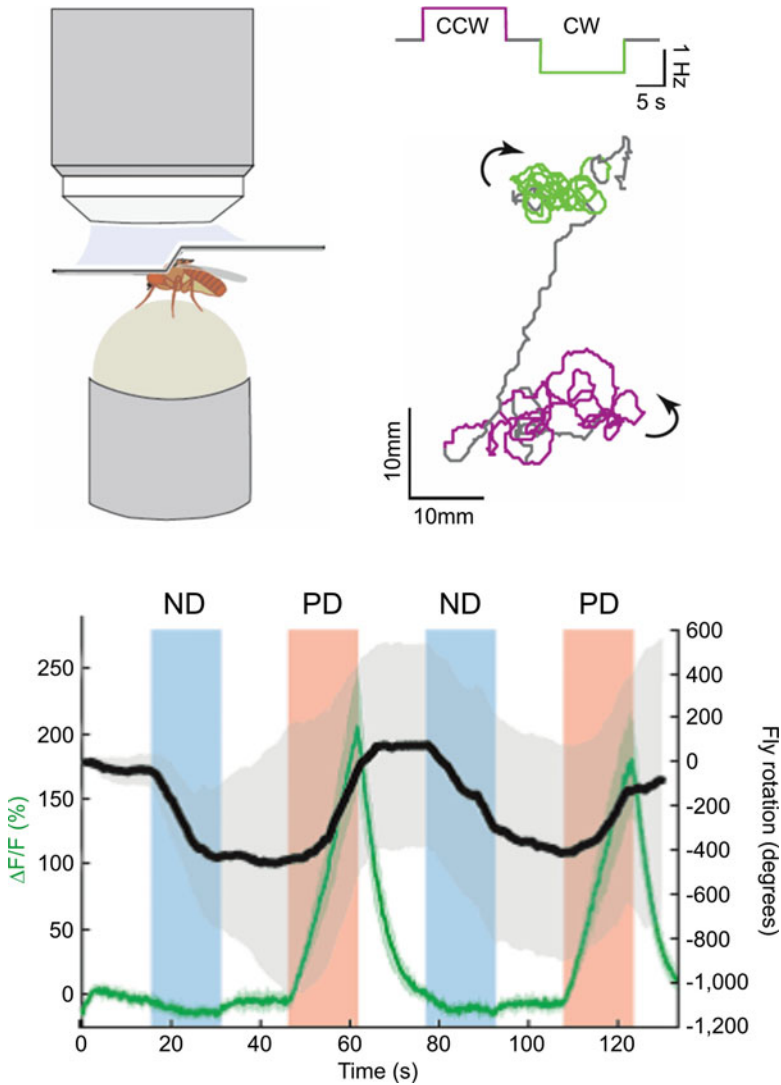 CCW CW
1 Hz
5 s
10mm
10mm
ND PD ND PD
250
200
150
100
50
0
ΔF/F (%)
600
400
200
0
-200
-400
-600
-800
-1,000
-1,200
Fly rotation (degrees)
0 20 40 60 80 100 120
Time (s)